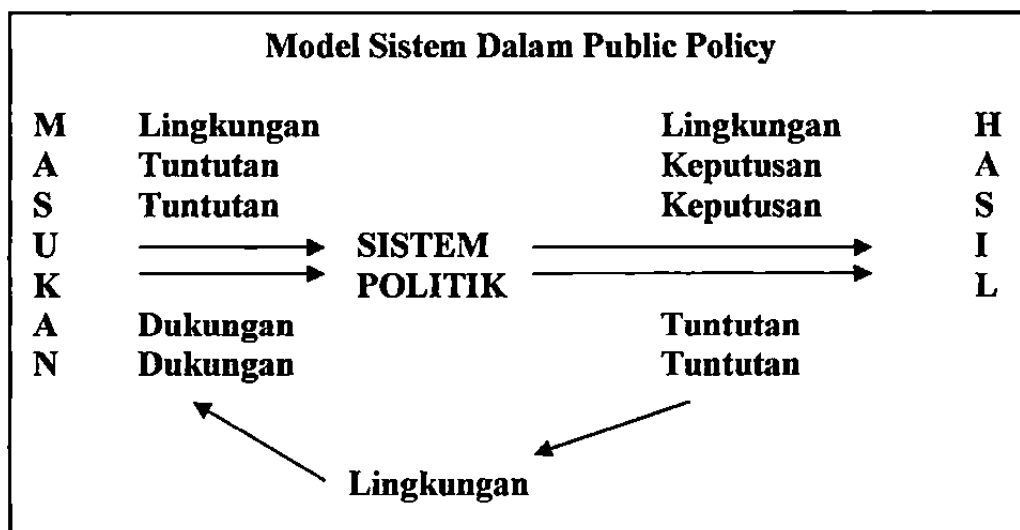 Model Sistem Dalam Public Policy
M Lingkungan Lingkungan H
A Tuntutan Keputusan A
S Tuntutan Keputusan S
U SISTEM I
K POLITIK L
A Dukungan Tuntutan
N Dukungan Tuntutan
Lingkungan